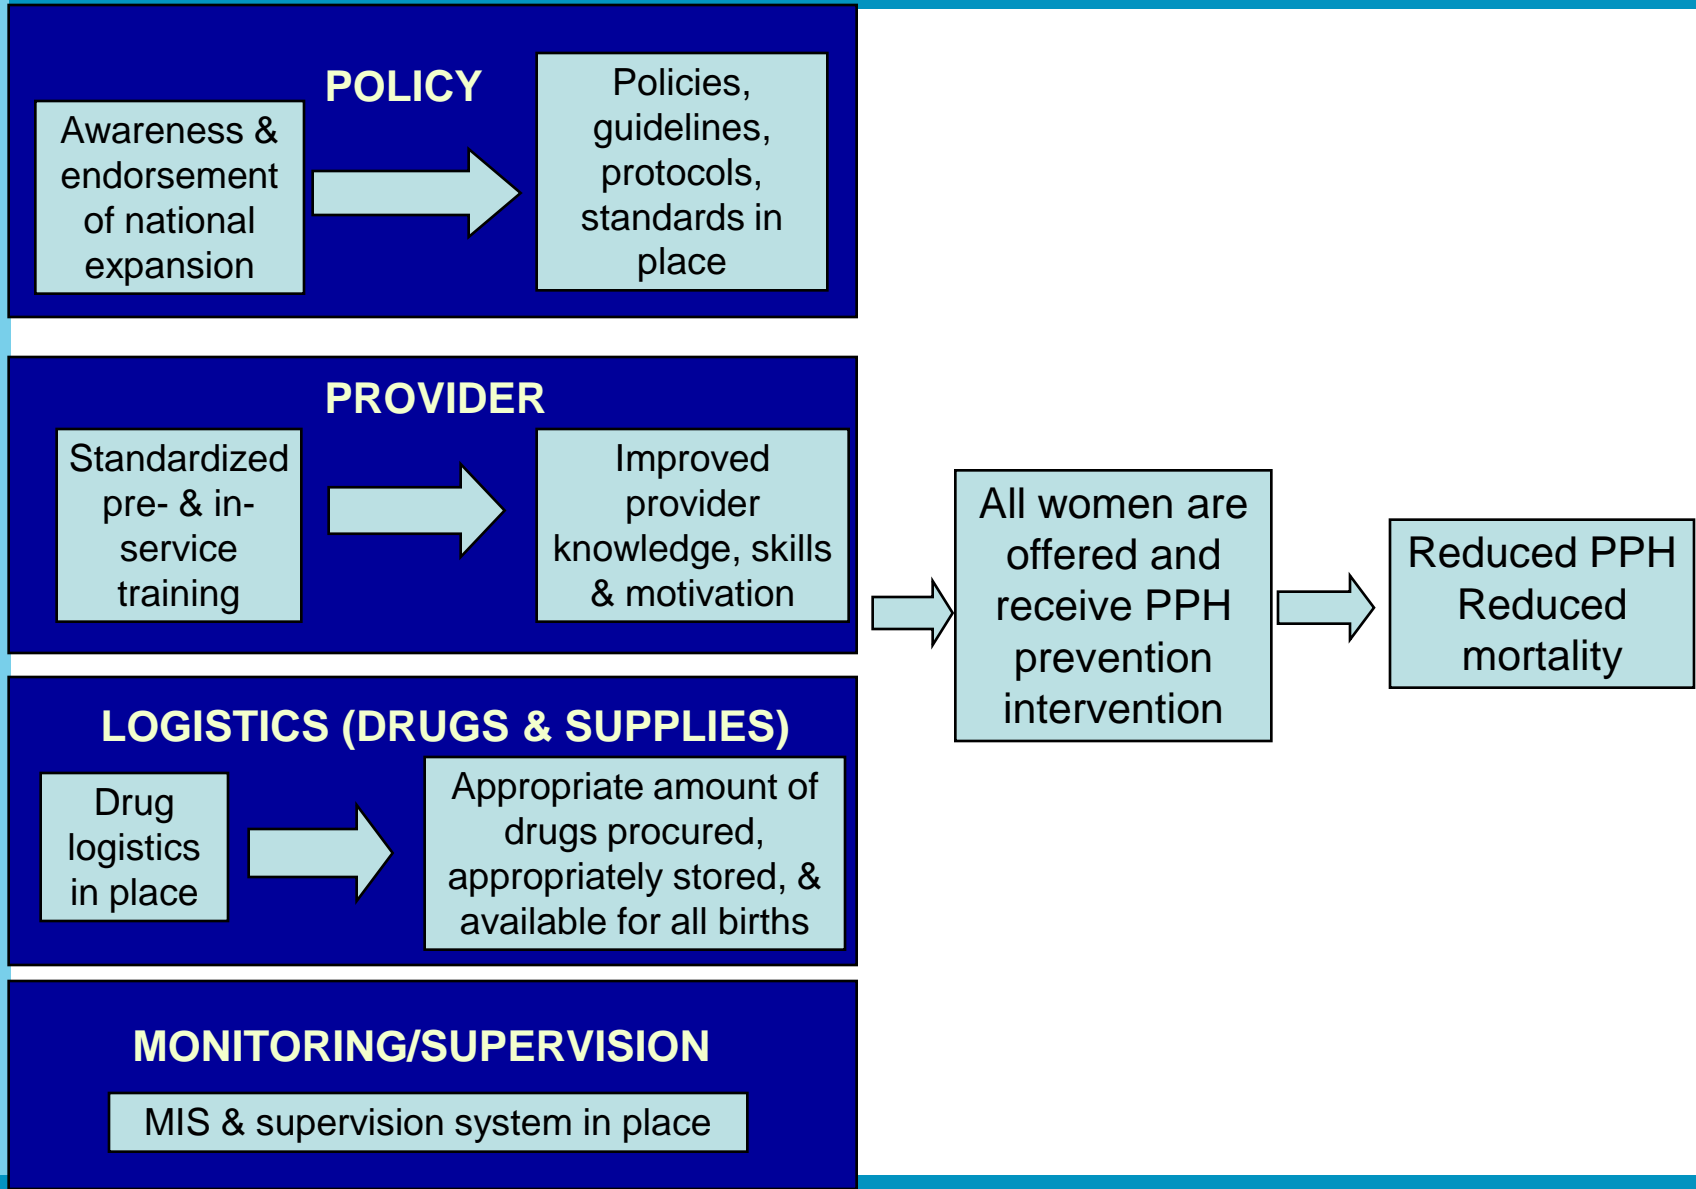 POLICY
Awareness &
endorsement
of national
expansion
Policies,
guidelines,
protocols,
standards in
place
PROVIDER
Standardized
pre- & in-
service
training
Improved
provider
knowledge, skills
& motivation
LOGISTICS (DRUGS & SUPPLIES)
Drug
logistics
in place
Appropriate amount of
drugs procured,
appropriately stored, &
available for all births
MONITORING/SUPERVISION
MIS & supervision system in place
All women are
offered and
receive PPH
prevention
intervention
Reduced PPH
Reduced
mortality